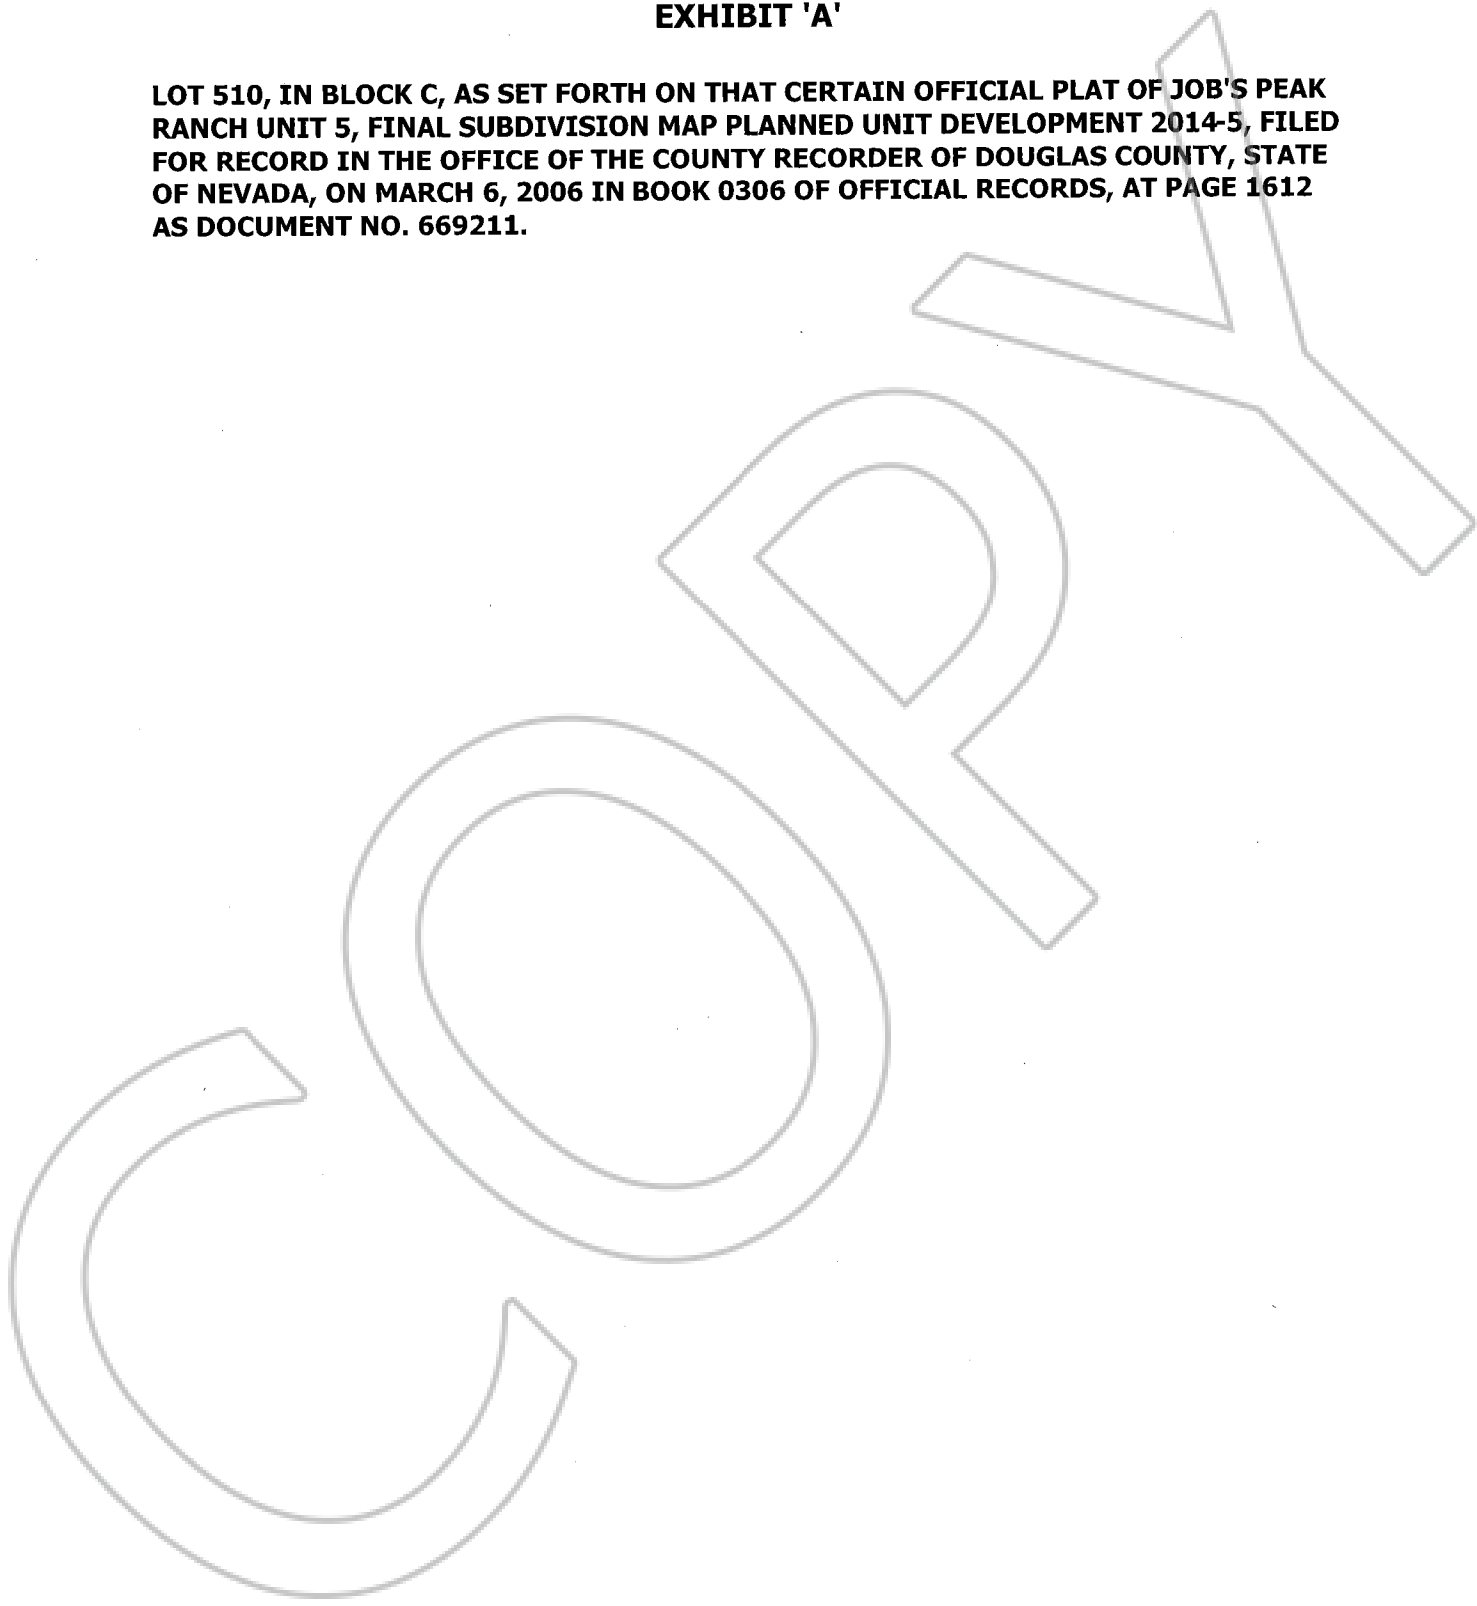 EXHIBIT 'A'
LOT 510, IN BLOCK C, AS SET FORTH ON THAT CERTAIN OFFICIAL PLAT OF JOB'S PEAK
RANCH UNIT 5, FINAL SUBDIVISION MAP PLANNED UNIT DEVELOPMENT 2014-5, FILED
FOR RECORD IN THE OFFICE OF THE COUNTY RECORDER OF DOUGLAS COUNTY, STATE
OF NEVADA, ON MARCH 6, 2006 IN BOOK 0306 OF OFFICIAL RECORDS, AT PAGE 1612
AS DOCUMENT NO. 669211.
COPY